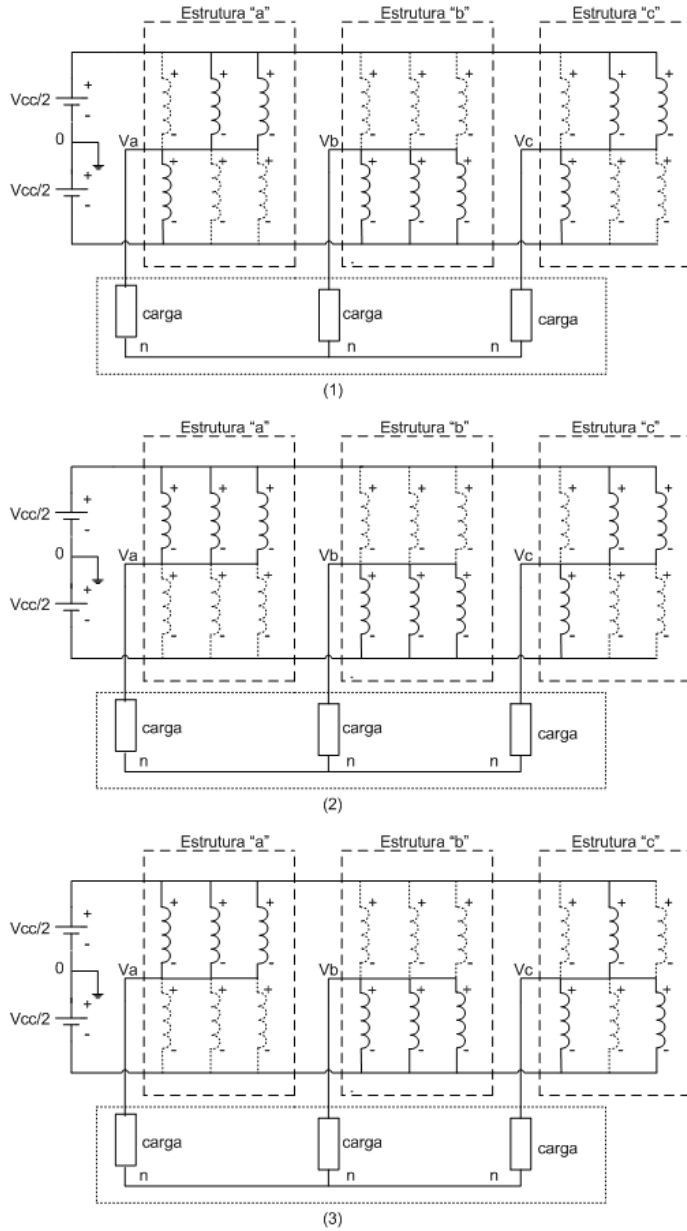 Estrutura “a” Estrutura “b” Estrutura “c”
+ + + + + + + + +
+
Vcc/2
-
- - - - - - - - -
0 Va Vb Vc
+ + + + + + + + +
+
Vcc/2
-
- - - - - - - - -
carga carga carga
n n n
(1)
Estrutura “a” Estrutura “b” Estrutura “c”
+ + + + + + + + +
+
Vcc/2
-
- - - - - - - - -
0 Va Vb Vc
+ + + + + + + + +
+
Vcc/2
-
- - - - - - - - -
carga carga carga
n n n
(2)
Estrutura “a” Estrutura “b” Estrutura “c”
+ + + + + + + + +
+
Vcc/2
-
- - - - - - - - -
0 Va Vb Vc
+ + + + + + + + +
+
Vcc/2
-
- - - - - - - - -
carga carga carga
n n n
(3)